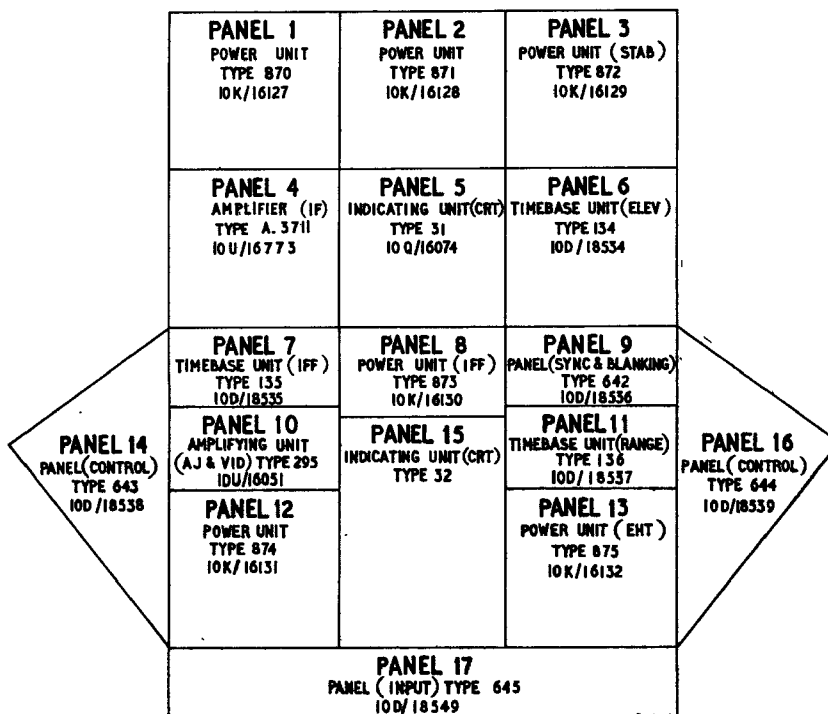 PANEL 1
POWER UNIT
TYPE 870
10K/16127
PANEL 2
POWER UNIT
TYPE 871
10K/16128
PANEL 3
POWER UNIT (STAB)
TYPE 872
10K/16129
PANEL 4
AMPLIFIER (IF)
TYPE A.3711
10U/16773
PANEL 5
INDICATING UNIT(CRT)
TYPE 31
10Q/16074
PANEL 6
TIMEBASE UNIT(ELEV)
TYPE 134
10D/18534
PANEL 7
TIMEBASE UNIT (IFF)
TYPE 135
10D/18535
PANEL 8
POWER UNIT (IFF)
TYPE 873
10K/16130
PANEL 9
PANEL(SYNC & BLANKING)
TYPE 642
10D/18536
PANEL 10
AMPLIFYING UNIT
(AJ & VID) TYPE 295
10U/16051
PANEL 11
TIMEBASE UNIT(RANGE)
TYPE 136
10D/18537
PANEL 14
PANEL(CONTROL)
TYPE 643
10D/18538
PANEL 15
INDICATING UNIT(CRT)
TYPE 32
PANEL 16
PANEL(CONTROL)
TYPE 644
10D/18539
PANEL 12
POWER UNIT
TYPE 874
10K/16131
PANEL 13
POWER UNIT (EHT)
TYPE 875
10K/16132
PANEL 17
PANEL (INPUT) TYPE 645
10D/18549